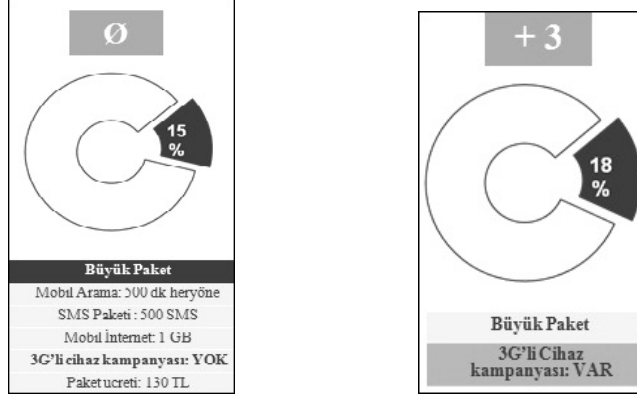 Ø
15
%
Büyük Paket
Mobil Arama: 500 dk heryöne
SMS Paketi : 500 SMS
Mobil İnternet: 1 GB
3G’li cihaz kampanyası: YOK
Paket ucreti: 130 TL
+ 3
18
%
Büyük Paket
3G’li Cihaz
kampanyası: VAR